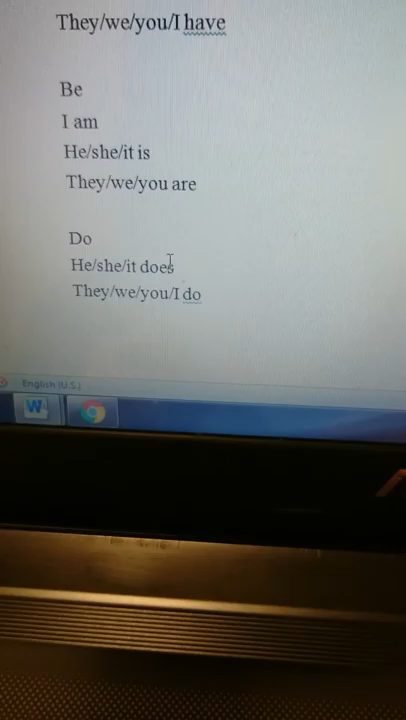 They/we/you/I have
Be
I am
He/she/it is
They/we/you are
Do
He/she/it does
They/we/you/I do
English (U.S.)
W